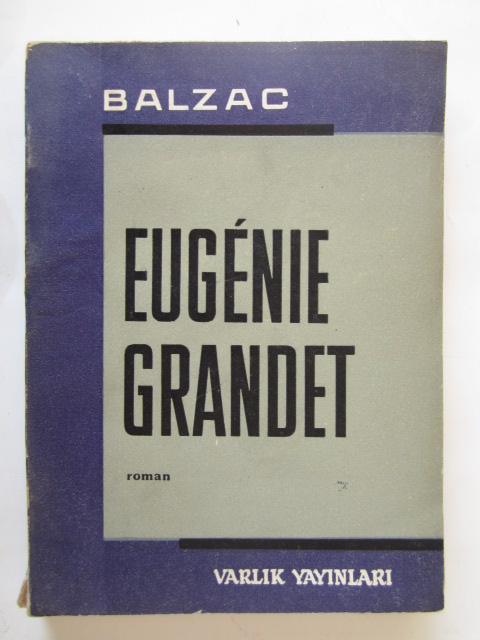 BALZAC
EUGÉNIE
GRANDET
roman
VARLIK YAYINLARI